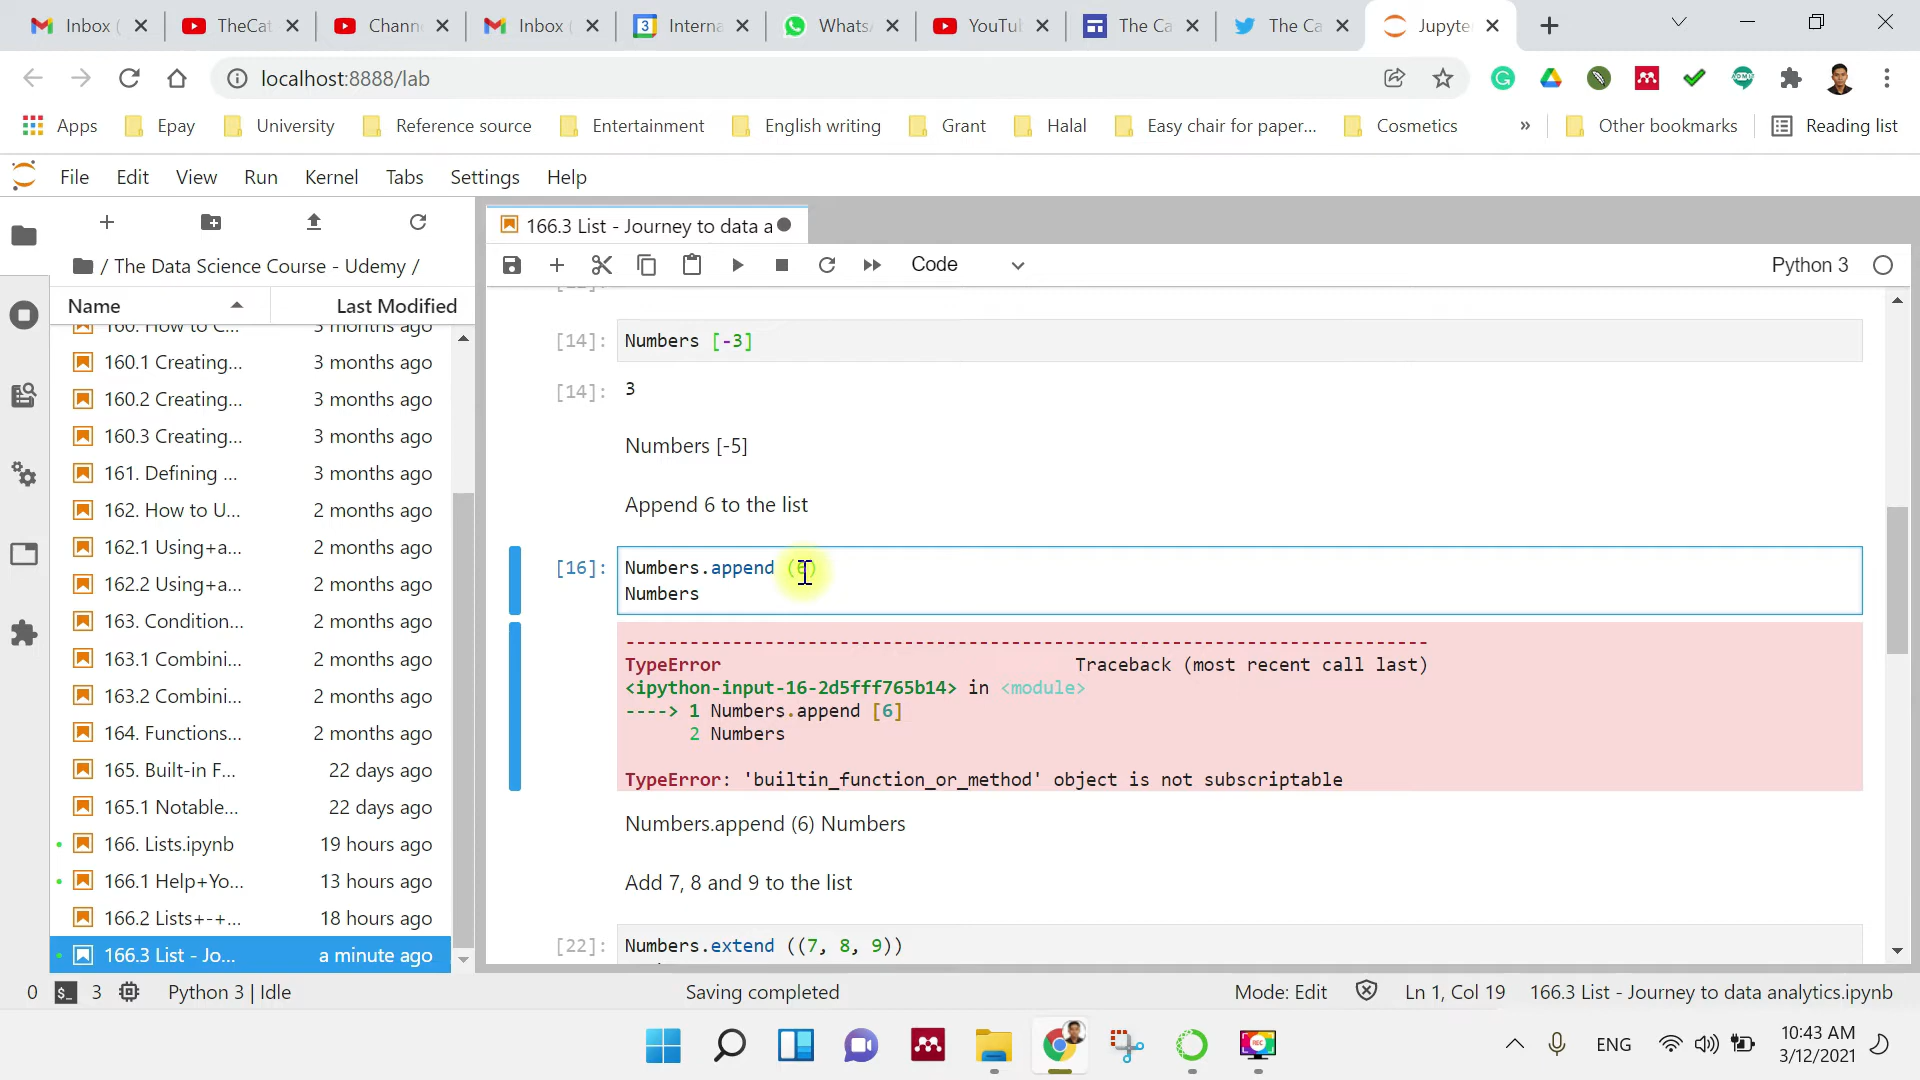 Inbox (
TheCat
Chann
Inbox (
3
Interna
Whats
YouTu
The Ca
The Ca
Jupyte
localhost:8888/lab
Apps
Epay
University
Reference source
Entertainment
English writing
Grant
Halal
Easy chair for paper...
Cosmetics
»
Other bookmarks
Reading list
File
Edit
View
Run
Kernel
Tabs
Settings
Help
/ The Data Science Course - Udemy /
Name
Last Modified
160. How to C... 3 months ago
160.1 Creating... 3 months ago
160.2 Creating... 3 months ago
160.3 Creating... 3 months ago
161. Defining ... 3 months ago
162. How to U... 2 months ago
162.1 Using+a... 2 months ago
162.2 Using+a... 2 months ago
163. Condition... 2 months ago
163.1 Combini... 2 months ago
163.2 Combini... 2 months ago
164. Functions... 2 months ago
165. Built-in F... 22 days ago
165.1 Notable... 22 days ago
166. Lists.ipynb 19 hours ago
166.1 Help+Yo... 13 hours ago
166.2 Lists+-+... 18 hours ago
166.3 List - Jo... a minute ago
166.3 List - Journey to data a
Code
Python 3
[14]: Numbers [-3]
[14]: 3
Numbers [-5]
Append 6 to the list
[16]: Numbers.append (6)
Numbers
---------------------------------------------------------------------------
TypeError Traceback (most recent call last)
<ipython-input-16-2d5fff765b14> in <module>
----> 1 Numbers.append [6]
2 Numbers
TypeError: 'builtin_function_or_method' object is not subscriptable
Numbers.append (6) Numbers
Add 7, 8 and 9 to the list
[22]: Numbers.extend ((7, 8, 9))
0
$_
3
Python 3 | Idle
Saving completed
Mode: Edit
Ln 1, Col 19
166.3 List - Journey to data analytics.ipynb
REC
ENG
10:43 AM
3/12/2021